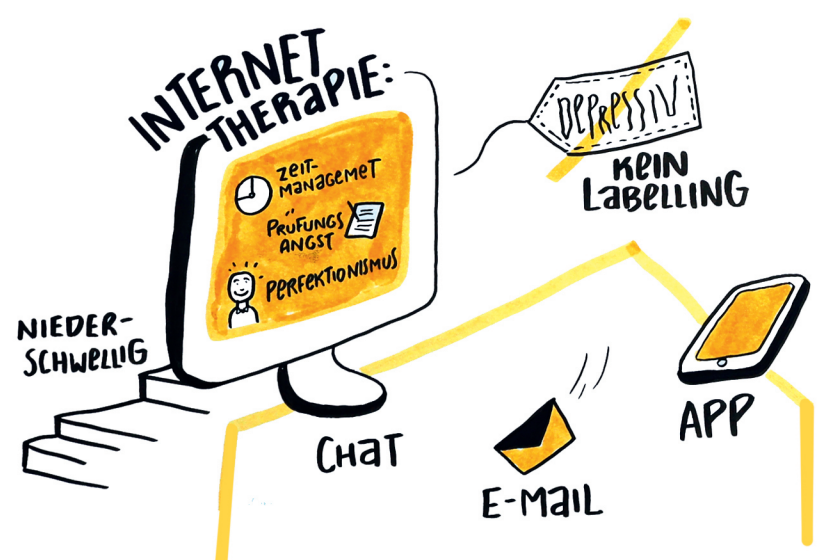 INTERNET
THERAPIE:
ZEIT-
MANAGEMET
PRÜFUNGS
ANGST
PERFEKTIONISMUS
DEPRESSIV
KEIN
LABELLING
NIEDER-
SCHWELLIG
CHAT
E-MAIL
APP